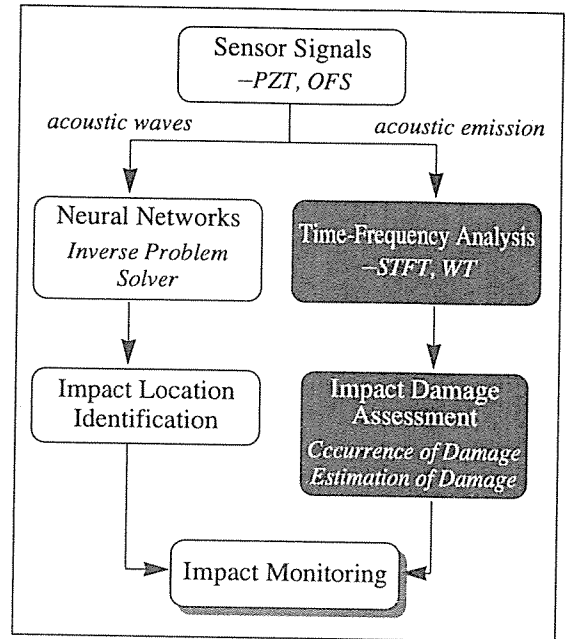 Sensor Signals
–PZT, OFS
acoustic waves
acoustic emission
Neural Networks
Inverse Problem
Solver
Time-Frequency Analysis
–STFT, WT
Impact Location
Identification
Impact Damage
Assessment
Cccurrence of Damage
Estimation of Damage
Impact Monitoring